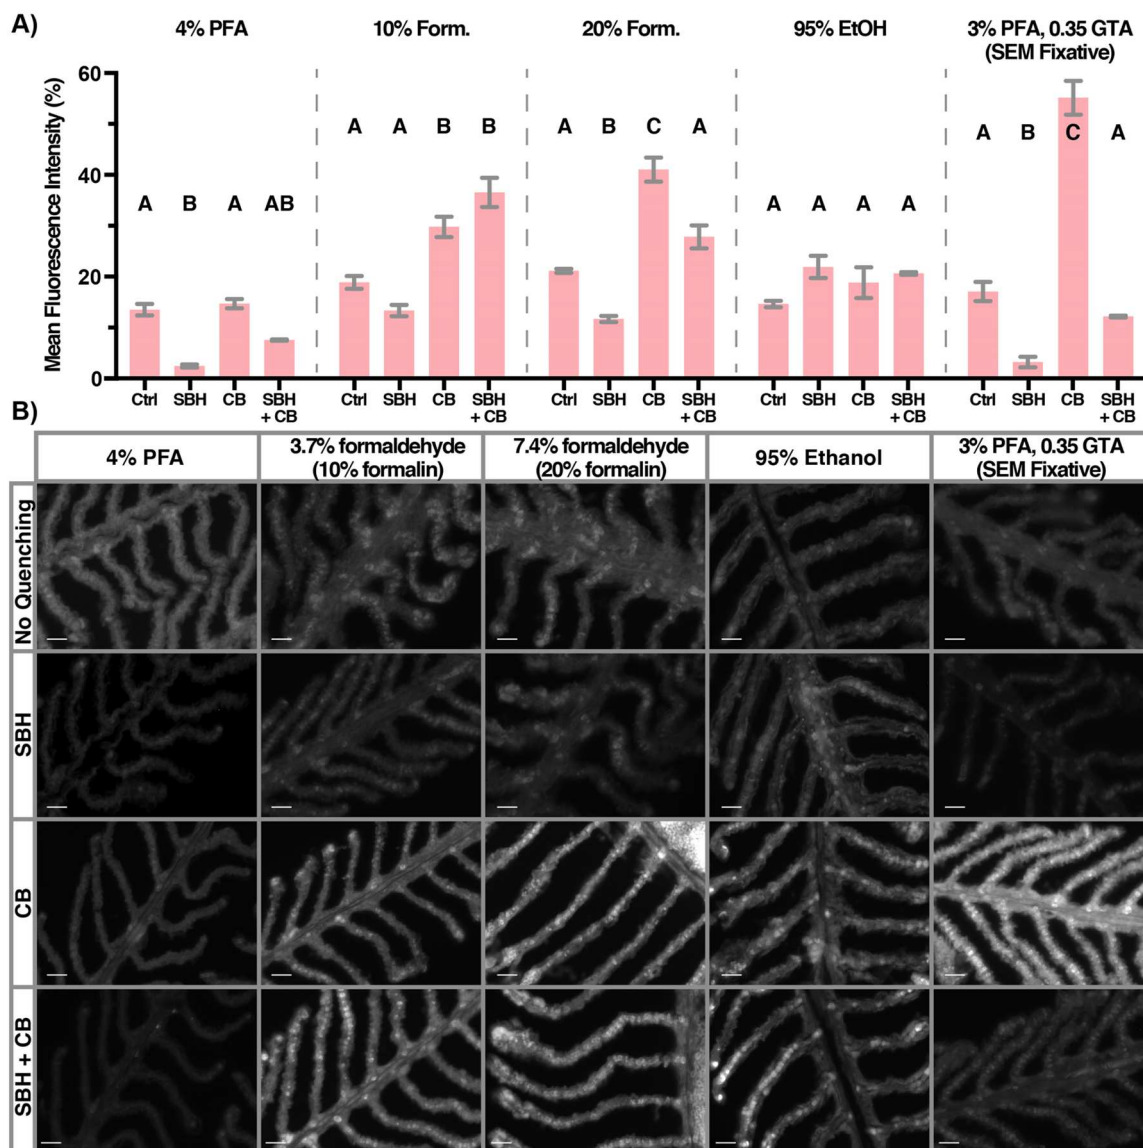 A)
4% PFA
10% Form.
20% Form.
95% EtOH
3% PFA, 0.35 GTA
(SEM Fixative)
Mean Fluorescence Intensity (%)
60
40
20
0
A B A AB
A A B B
A B C A
A A A A
A B C A
Ctrl SBH CB SBH + CB
Ctrl SBH CB SBH + CB
Ctrl SBH CB SBH + CB
Ctrl SBH CB SBH + CB
Ctrl SBH CB SBH + CB
B)
4% PFA
3.7% formaldehyde
(10% formalin)
7.4% formaldehyde
(20% formalin)
95% Ethanol
3% PFA, 0.35 GTA
(SEM Fixative)
No Quenching
SBH
CB
SBH + CB